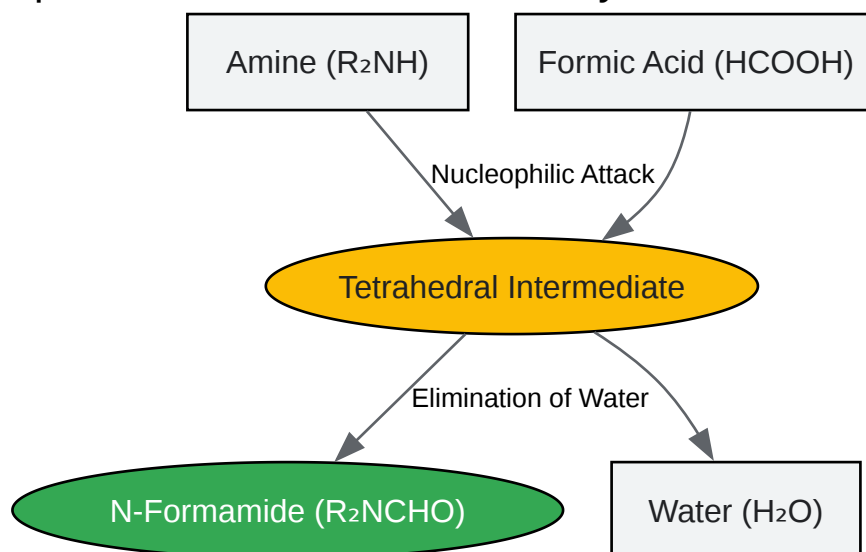 Amine (R₂NH)
Formic Acid (HCOOH)
Nucleophilic Attack
Tetrahedral Intermediate
Elimination of Water
N-Formamide (R₂NCHO)
Water (H₂O)